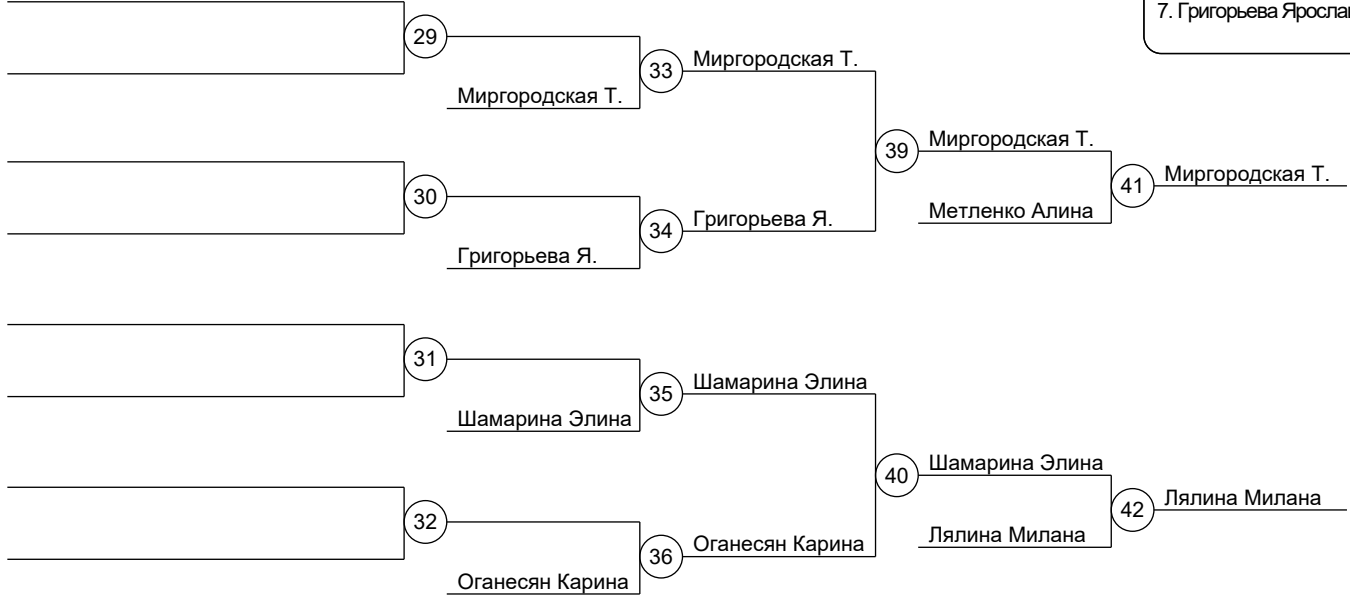 7. Григорьева
29
33
Миргородская Т.
Миргородская Т.
39
Миргородская Т.
41
Миргородская Т.
30
34
Григорьева Я.
Метленко Алина
Григорьева Я.
31
35
Шамарина Элина
Шамарина Элина
40
Шамарина Элина
42
Лялина Милана
32
36
Оганесян Карина
Лялина Милана
Оганесян Карина